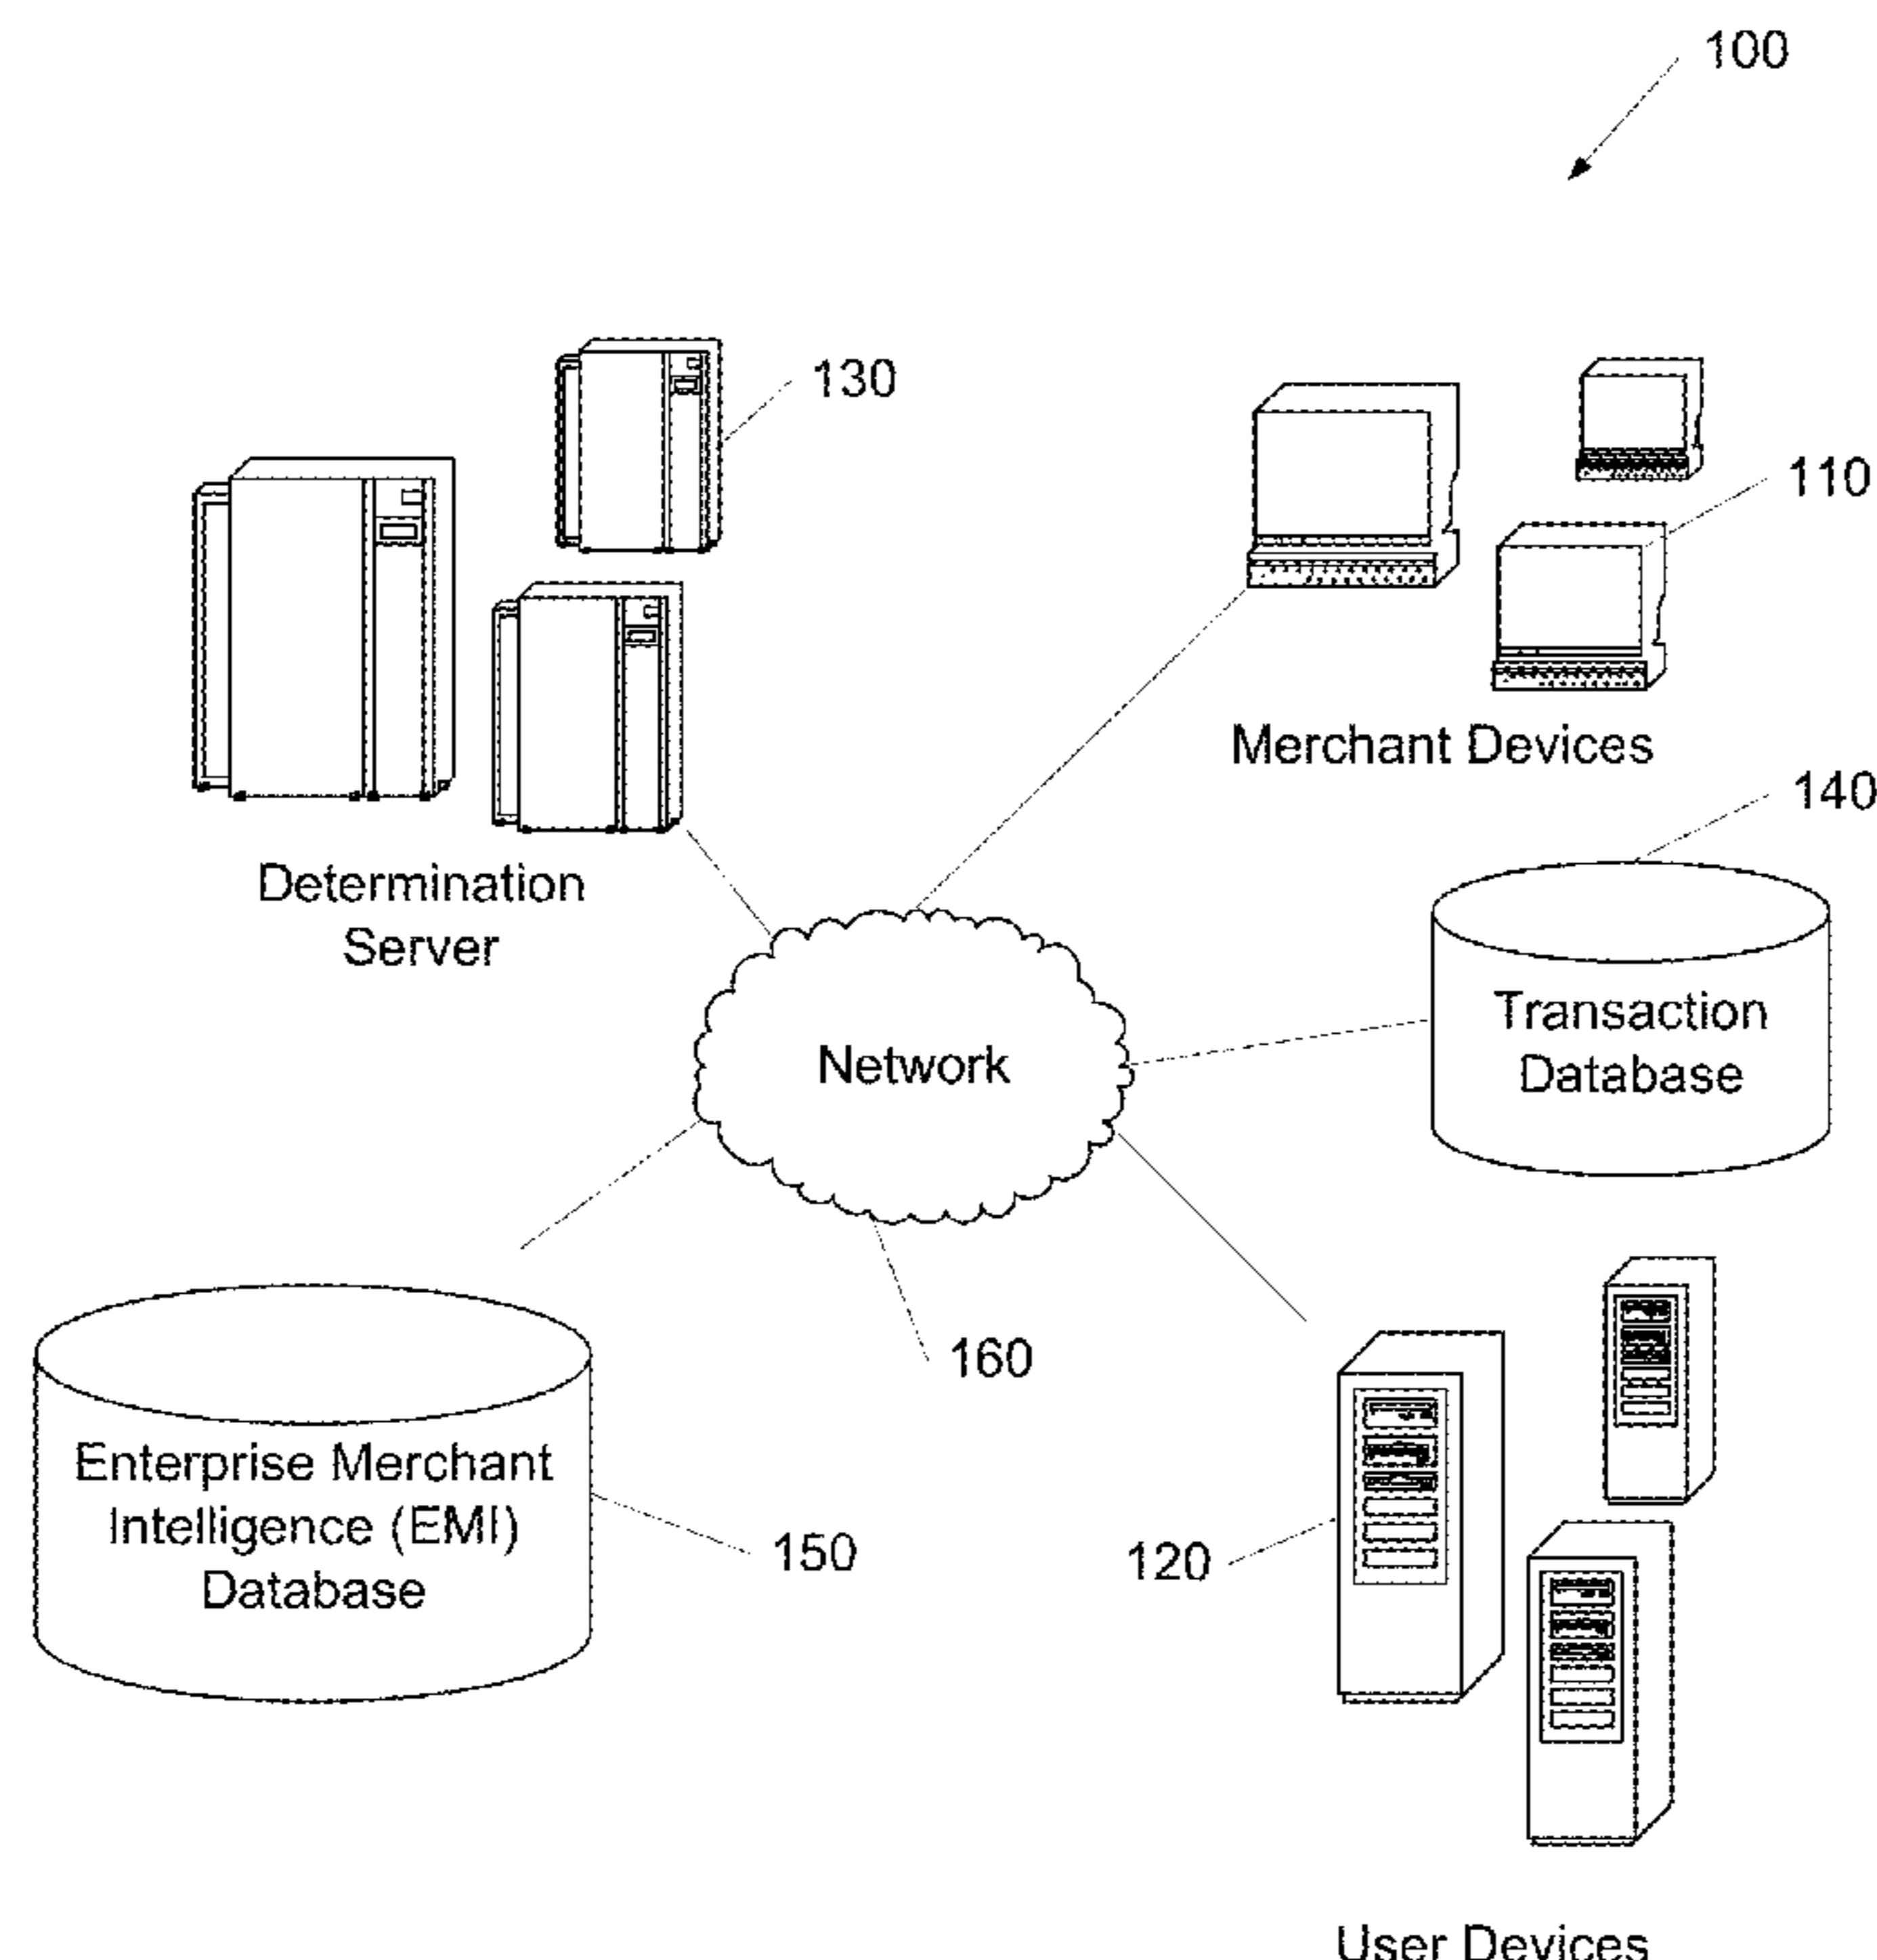 100
130
110
Merchant Devices
140
Determination
Server
Transaction
Database
Network
160
Enterprise Merchant
Intelligence (EMI)
Database
150
120
User Devices